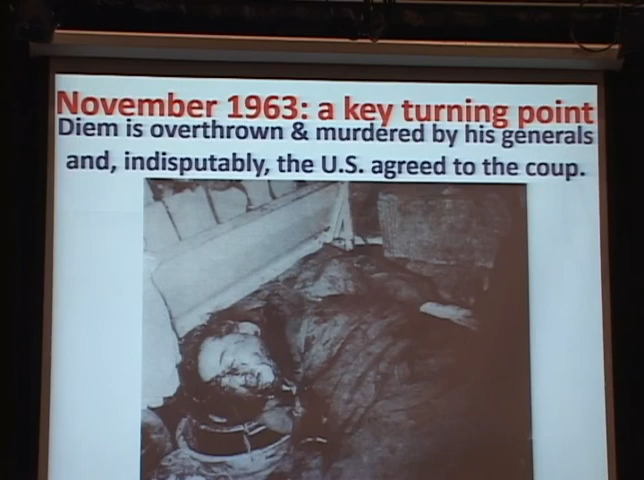 November 1963: a key turning point
Diem is overthrown & murdered by his generals
and, indisputably, the U.S. agreed to the coup.